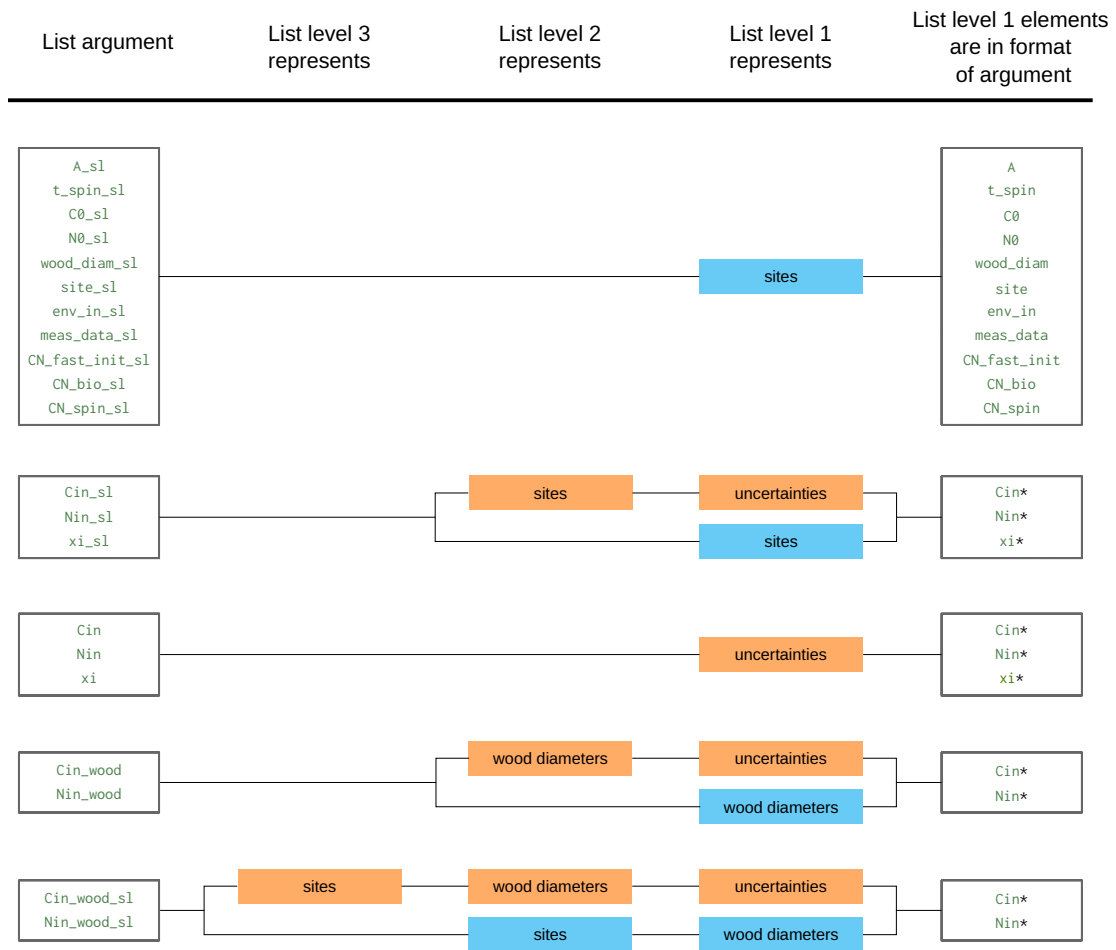 List argument
List level 3
represents
List level 2
represents
List level 1
represents
List level 1 elements
are in format
of argument
A_sl
t_spin_sl
C0_sl
N0_sl
wood_diam_sl
site_sl
env_in_sl
meas_data_sl
CN_fast_init_sl
CN_bio_sl
CN_spin_sl
sites
A
t_spin
C0
N0
wood_diam
site
env_in
meas_data
CN_fast_init
CN_bio
CN_spin
Cin_sl
Nin_sl
xi_sl
sites
uncertainties
sites
Cin*
Nin*
xi*
Cin
Nin
xi
uncertainties
Cin*
Nin*
xi*
Cin_wood
Nin_wood
wood diameters
uncertainties
wood diameters
Cin*
Nin*
Cin_wood_sl
Nin_wood_sl
sites
wood diameters
uncertainties
sites
wood diameters
Cin*
Nin*